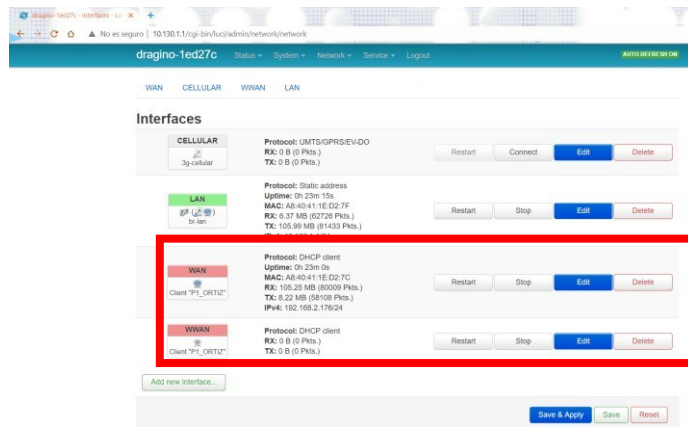 dragino-1ed27c - Interfaces - Lu
No es seguro | 10.130.1.1/cgi-bin/luci/admin/network/network
dragino-1ed27c Status System Network Service Logout AUTO REFRESH ON
WAN CELLULAR WWAN LAN
Interfaces
CELLULAR
3g-cellular
Protocol: UMTS/GPRS/EV-DO
RX: 0 B (0 Pkts.)
TX: 0 B (0 Pkts.)
Restart Connect Edit Delete
LAN
br-lan
Protocol: Static address
Uptime: 0h 23m 15s
MAC: A8:40:41:1E:D2:7F
RX: 6.37 MB (62726 Pkts.)
TX: 105.99 MB (81433 Pkts.)
Restart Stop Edit Delete
WAN
Client "P1_ORTIZ"
Protocol: DHCP client
Uptime: 0h 23m 0s
MAC: A8:40:41:1E:D2:7C
RX: 105.25 MB (80009 Pkts.)
TX: 8.22 MB (58108 Pkts.)
IPv4: 192.168.2.176/24
Restart Stop Edit Delete
WWAN
Client "P1_ORTIZ"
Protocol: DHCP client
RX: 0 B (0 Pkts.)
TX: 0 B (0 Pkts.)
Restart Stop Edit Delete
Add new interface...
Save & Apply Save Reset